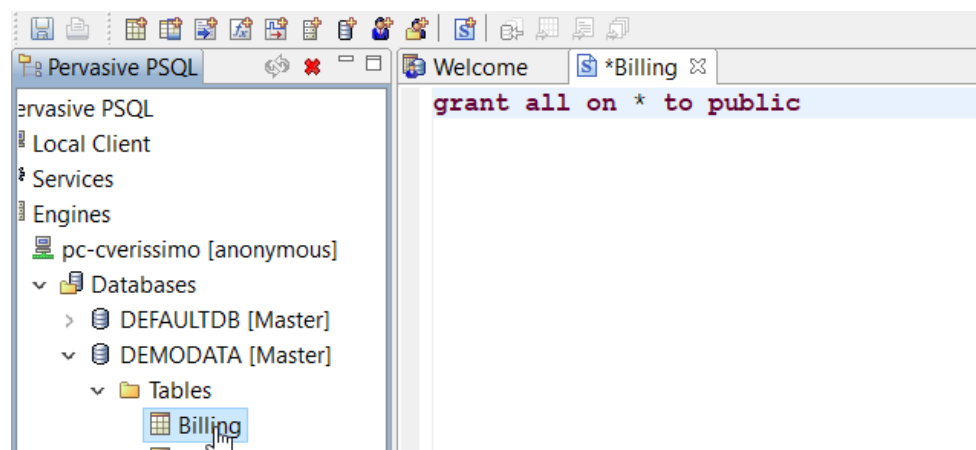 Pervasive PSQL
ervasive PSQL
Local Client
Services
Engines
pc-cverissimo [anonymous]
Databases
DEFAULTDB [Master]
DEMODATA [Master]
Tables
Billing
Welcome
*Billing
grant all on * to public